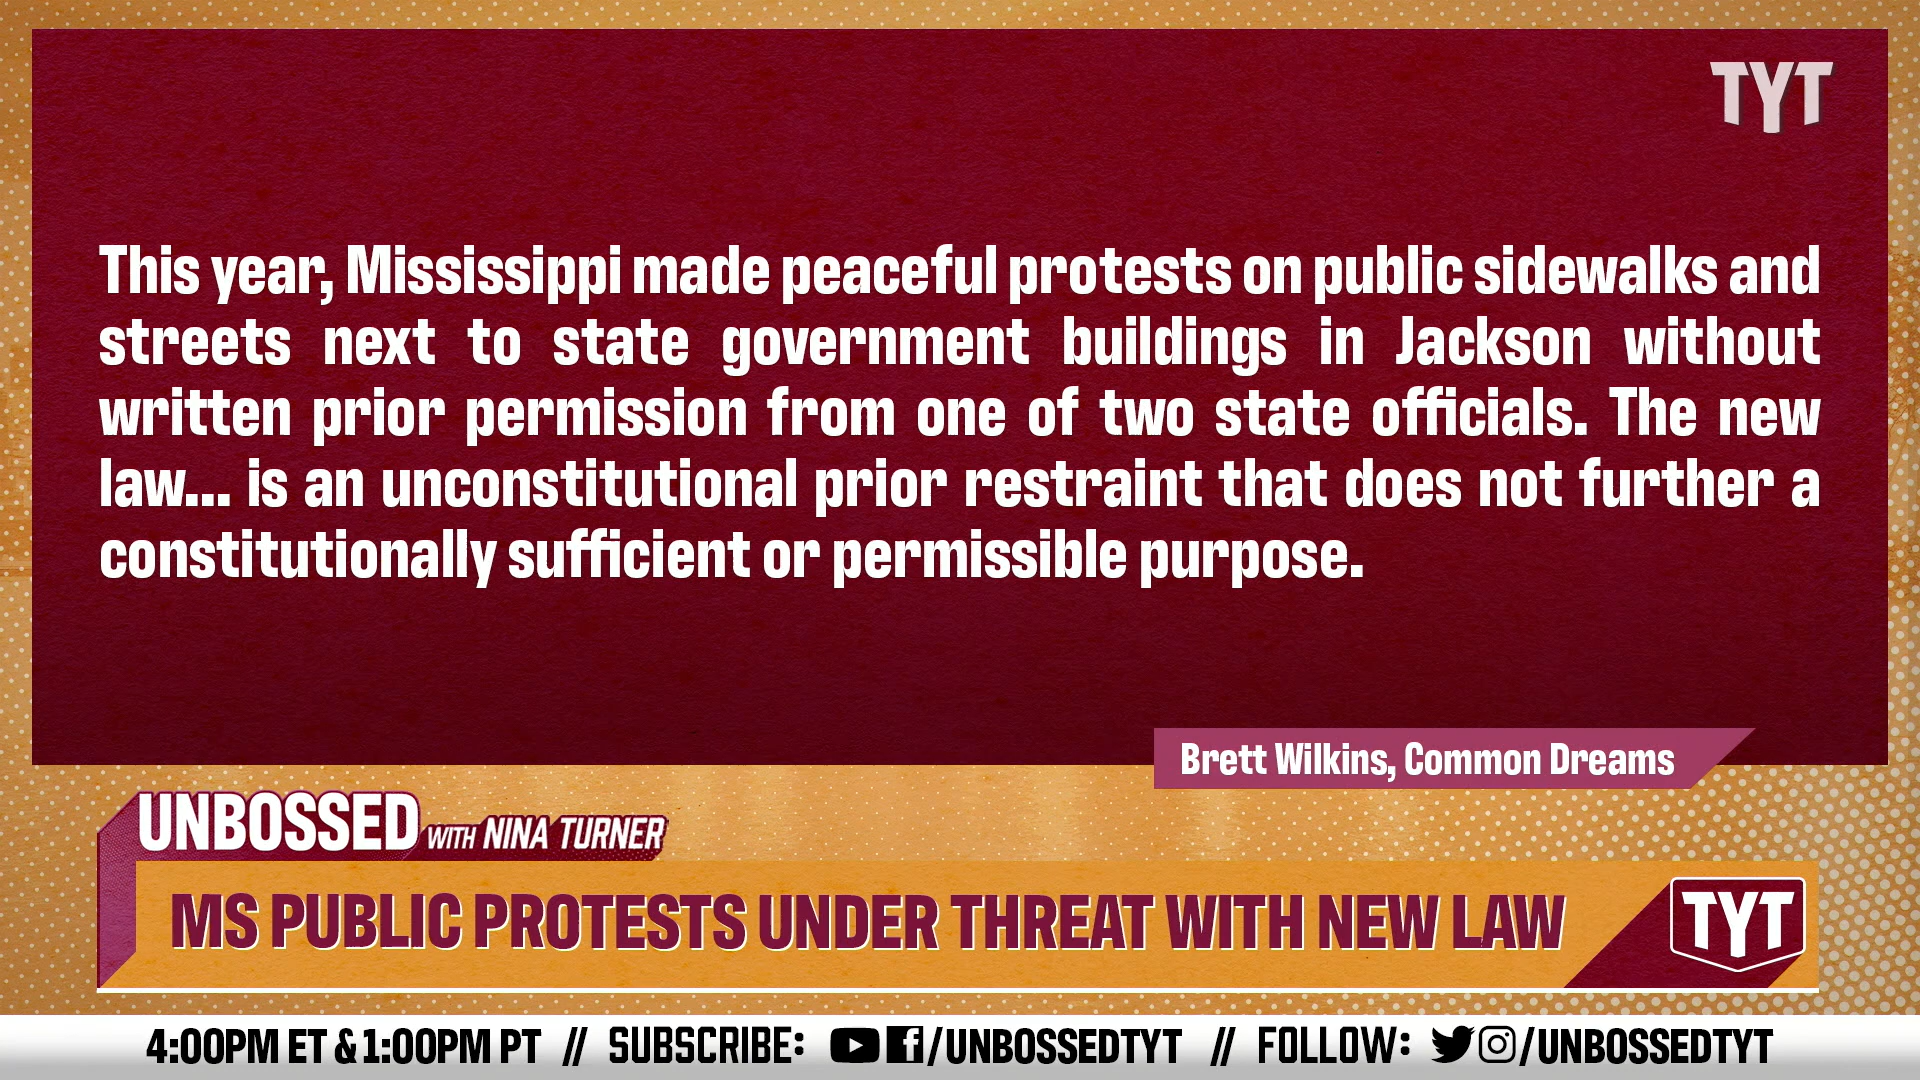 TYT
This year, Mississippi made peaceful protests on public sidewalks and
streets next to state government buildings in Jackson without
written prior permission from one of two state officials. The new
law... is an unconstitutional prior restraint that does not further a
constitutionally sufficient or permissible purpose.
Brett Wilkins, Common Dreams
UNBOSSED WITH NINA TURNER
MS PUBLIC PROTESTS UNDER THREAT WITH NEW LAW
TYT
4:00PM ET & 1:00PM PT // SUBSCRIBE: /UNBOSSEDTYT // FOLLOW: /UNBOSSEDTYT